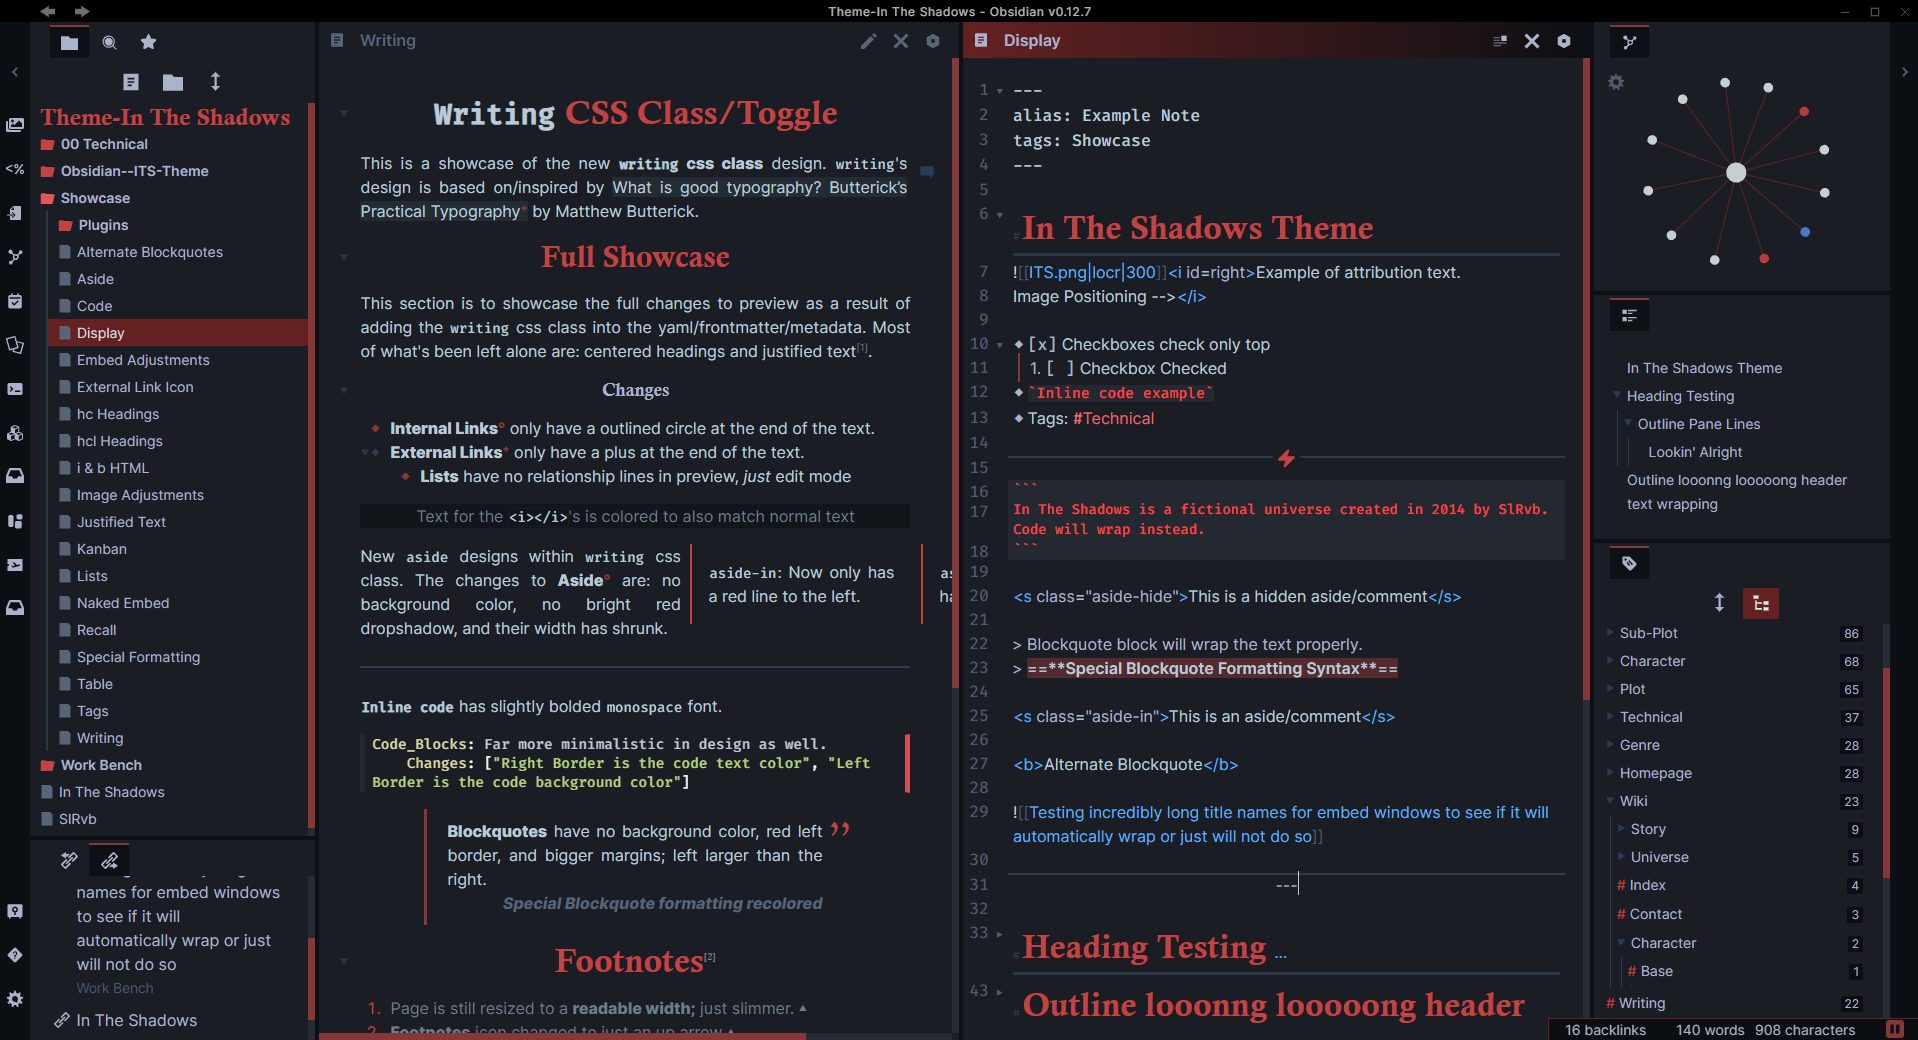 Theme-In The Shadows - Obsidian v0.12.7
Theme-In The Shadows
00 Technical
Obsidian--ITS-Theme
Showcase
Plugins
Alternate Blockquotes
Aside
Code
Display
Embed Adjustments
External Link Icon
hc Headings
hcl Headings
i & b HTML
Image Adjustments
Justified Text
Kanban
Lists
Naked Embed
Recall
Special Formatting
Table
Tags
Writing
Work Bench
In The Shadows
SlRvb
names for embed windows
to see if it will
automatically wrap or just
will not do so
Work Bench
In The Shadows
<%
Writing
Writing CSS Class/Toggle
This is a showcase of the new writing css class design. writing's
design is based on/inspired by What is good typography? Butterick's
Practical Typography+ by Matthew Butterick.
Full Showcase
This section is to showcase the full changes to preview as a result of
adding the writing css class into the yaml/frontmatter/metadata. Most
of what's been left alone are: centered headings and justified text[1].
Changes
Internal Links° only have a outlined circle at the end of the text.
External Links+ only have a plus at the end of the text.
Lists have no relationship lines in preview, just edit mode
Text for the <i></i>'s is colored to also match normal text
New aside designs within writing css
class. The changes to Aside° are: no
background color, no bright red
dropshadow, and their width has shrunk.
aside-in: Now only has
a red line to the left.
as
ha
Inline code has slightly bolded monospace font.
Code_Blocks: Far more minimalistic in design as well.
Changes: ["Right Border is the code text color", "Left
Border is the code background color"]
Blockquotes have no background color, red left
border, and bigger margins; left larger than the
right.
”
Special Blockquote formatting recolored
Footnotes[2]
1. Page is still resized to a readable width; just slimmer.
2. Footnotes icon changed to just an up arrow
Display
1 ---
2 alias: Example Note
3 tags: Showcase
4 ---
5
6 # In The Shadows Theme
7 ![[ITS.png|locr|300]]<i id=right>Example of attribution text.
8 Image Positioning --></i>
9
10 [x] Checkboxes check only top
11 1. [ ] Checkbox Checked
12 `Inline code example`
13 Tags: #Technical
14
15
16 ```
17 In The Shadows is a fictional universe created in 2014 by SlRvb.
Code will wrap instead.
18 ```
19
20 <s class="aside-hide">This is a hidden aside/comment</s>
21
22 > Blockquote block will wrap the text properly.
23 > ==**Special Blockquote Formatting Syntax**==
24
25 <s class="aside-in">This is an aside/comment</s>
26
27 <b>Alternate Blockquote</b>
28
29 ![[Testing incredibly long title names for embed windows to see if it will
automatically wrap or just will not do so]]
30
31 ---
32
33 # Heading Testing ...
43 # Outline looonng looooong header
In The Shadows Theme
Heading Testing
Outline Pane Lines
Lookin' Alright
Outline looonng looooong header
text wrapping
Sub-Plot 86
Character 68
Plot 65
Technical 37
Genre 28
Homepage 28
Wiki 23
Story 9
Universe 5
# Index 4
# Contact 3
Character 2
# Base 1
# Writing 22
16 backlinks 140 words 908 characters